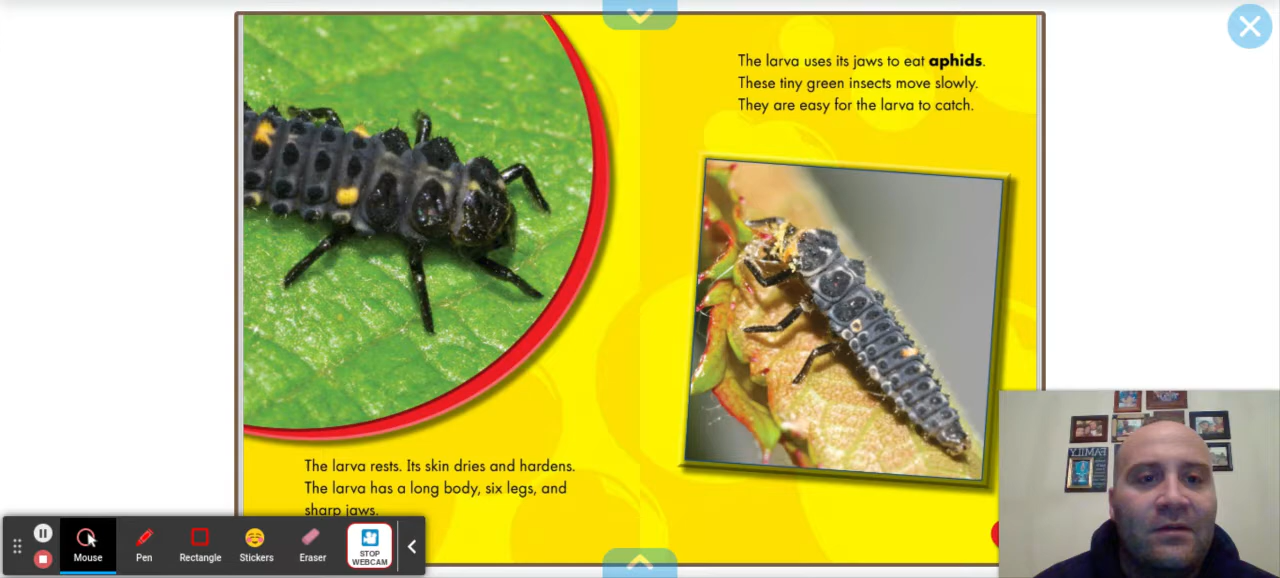 The larva uses its jaws to eat aphids.
These tiny green insects move slowly.
They are easy for the larva to catch.
The larva rests. Its skin dries and hardens.
The larva has a long body, six legs, and
sharp jaws.
Mouse
Pen
Rectangle
Stickers
Eraser
STOP
WEBCAM
FAMILY